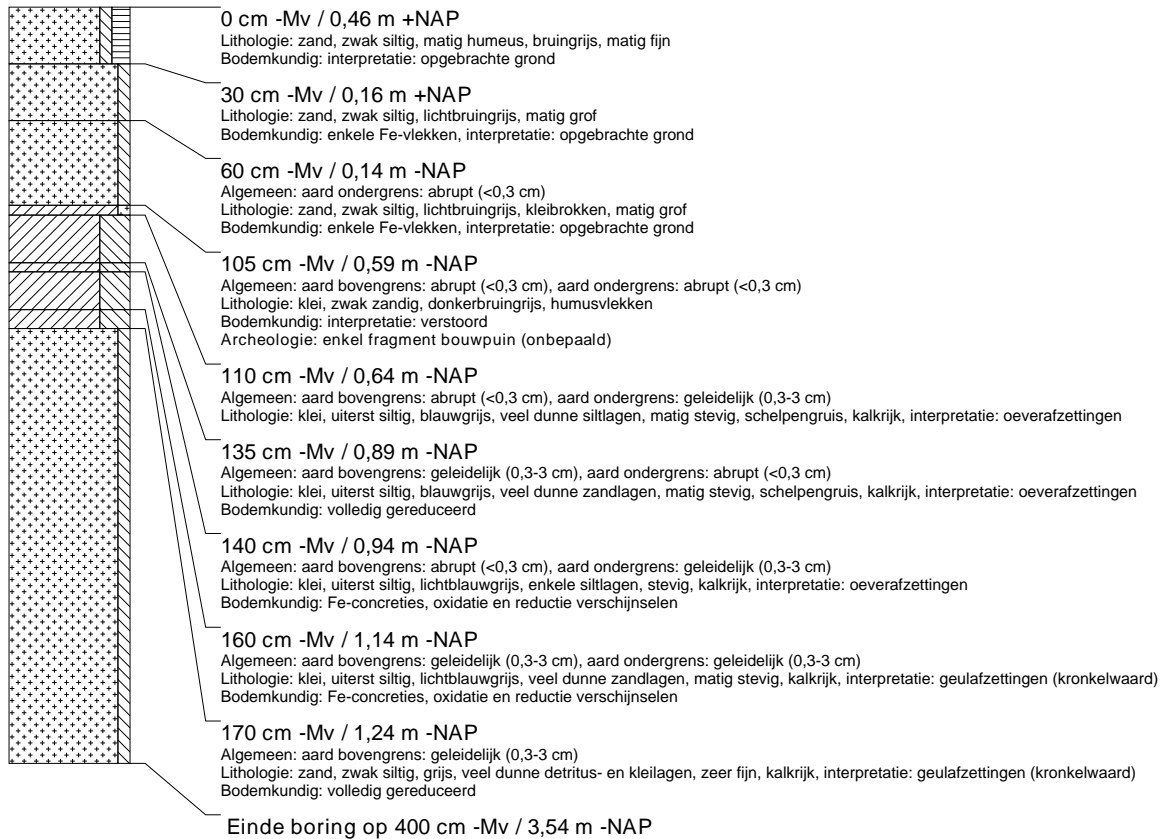 0 cm -Mv / 0,46 m +NAP
Lithologie: zand, zwak siltig, matig humeus, bruingrijs, matig fijn
Bodemkundig: interpretatie: opgebrachte grond
30 cm -Mv / 0,16 m +NAP
Lithologie: zand, zwak siltig, lichtbruingrijs, matig grof
Bodemkundig: enkele Fe-vlekken, interpretatie: opgebrachte grond
60 cm -Mv / 0,14 m -NAP
Algemeen: aard ondergrens: abrupt (<0,3 cm)
Lithologie: zand, zwak siltig, lichtbruingrijs, kleibrokken, matig grof
Bodemkundig: enkele Fe-vlekken, interpretatie: opgebrachte grond
105 cm -Mv / 0,59 m -NAP
Algemeen: aard bovengrens: abrupt (<0,3 cm), aard ondergrens: abrupt (<0,3 cm)
Lithologie: klei, zwak zandig, donkerbruingrijs, humusvlekken
Bodemkundig: interpretatie: verstoord
Archeologie: enkel fragment bouwpuin (onbepaald)
110 cm -Mv / 0,64 m -NAP
Algemeen: aard bovengrens: abrupt (<0,3 cm), aard ondergrens: geleidelijk (0,3-3 cm)
Lithologie: klei, uiterst siltig, blauwgrijs, veel dunne siltlagen, matig stevig, schelpengruis, kalkrijk, interpretatie: oeverafzettingen
135 cm -Mv / 0,89 m -NAP
Algemeen: aard bovengrens: geleidelijk (0,3-3 cm), aard ondergrens: abrupt (<0,3 cm)
Lithologie: klei, uiterst siltig, blauwgrijs, veel dunne zandlagen, matig stevig, schelpengruis, kalkrijk, interpretatie: oeverafzettingen
Bodemkundig: volledig gereduceerd
140 cm -Mv / 0,94 m -NAP
Algemeen: aard bovengrens: abrupt (<0,3 cm), aard ondergrens: geleidelijk (0,3-3 cm)
Lithologie: klei, uiterst siltig, lichtblauwgrijs, enkele siltlagen, stevig, kalkrijk, interpretatie: oeverafzettingen
Bodemkundig: Fe-concreties, oxidatie en reductie verschijnselen
160 cm -Mv / 1,14 m -NAP
Algemeen: aard bovengrens: geleidelijk (0,3-3 cm), aard ondergrens: geleidelijk (0,3-3 cm)
Lithologie: klei, uiterst siltig, lichtblauwgrijs, veel dunne zandlagen, matig stevig, kalkrijk, interpretatie: geulafzettingen (kronkelwaard)
Bodemkundig: Fe-concreties, oxidatie en reductie verschijnselen
170 cm -Mv / 1,24 m -NAP
Algemeen: aard bovengrens: geleidelijk (0,3-3 cm)
Lithologie: zand, zwak siltig, grijs, veel dunne detritus- en kleilagen, zeer fijn, kalkrijk, interpretatie: geulafzettingen (kronkelwaard)
Bodemkundig: volledig gereduceerd
Einde boring op 400 cm -Mv / 3,54 m -NAP